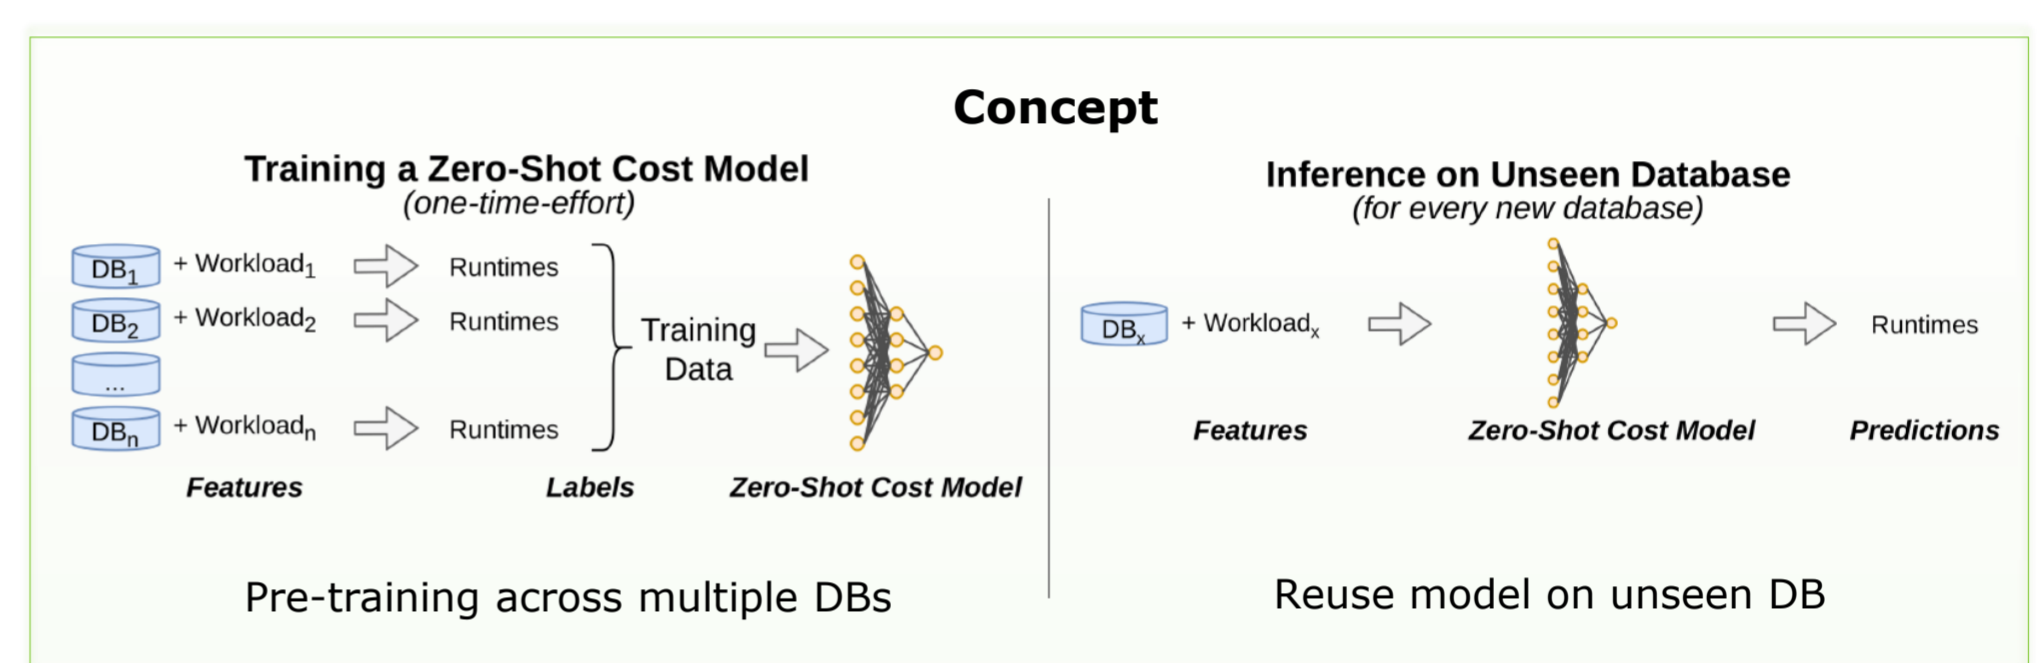 Concept
Training a Zero-Shot Cost Model
(one-time-effort)
DB1 + Workload1 Runtimes
DB2 + Workload2 Runtimes
...
DBn + Workloadn Runtimes
Training
Data
Features Labels Zero-Shot Cost Model
Pre-training across multiple DBs
Inference on Unseen Database
(for every new database)
DBx + Workloadx Runtimes
Features Zero-Shot Cost Model Predictions
Reuse model on unseen DB